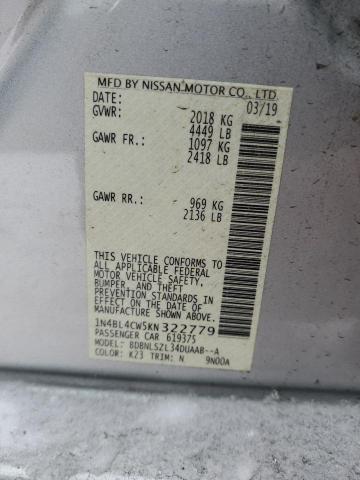 MFD BY NISSAN MOTOR CO., LTD.
DATE: 03/19
GVWR: 2018 KG
4449 LB
GAWR FR.: 1097 KG
2418 LB
GAWR RR.: 969 KG
2136 LB
THIS VEHICLE CONFORMS TO
ALL APPLICABLE FEDERAL
MOTOR VEHICLE SAFETY,
BUMPER, AND THEFT
PREVENTION STANDARDS IN
EFFECT ON THE DATE OF
MANUFACTURE SHOWN ABOVE.
1N4BL4CW5KN322779
PASSENGER CAR 619375
MODEL: BDBNLSZL34DUAAB--A
COLOR: K23 TRIM: N 9N00A